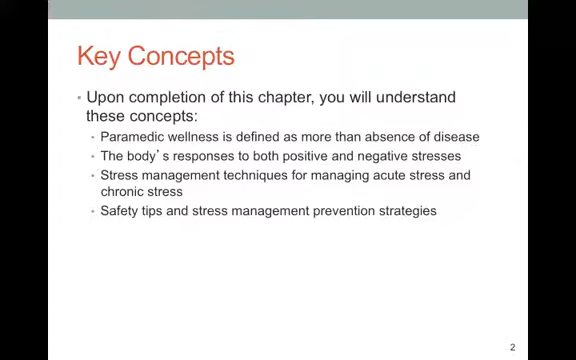 Key Concepts
▪ Upon completion of this chapter, you will understand
these concepts:
▪ Paramedic wellness is defined as more than absence of disease
▪ The body’s responses to both positive and negative stresses
▪ Stress management techniques for managing acute stress and
chronic stress
▪ Safety tips and stress management prevention strategies
2